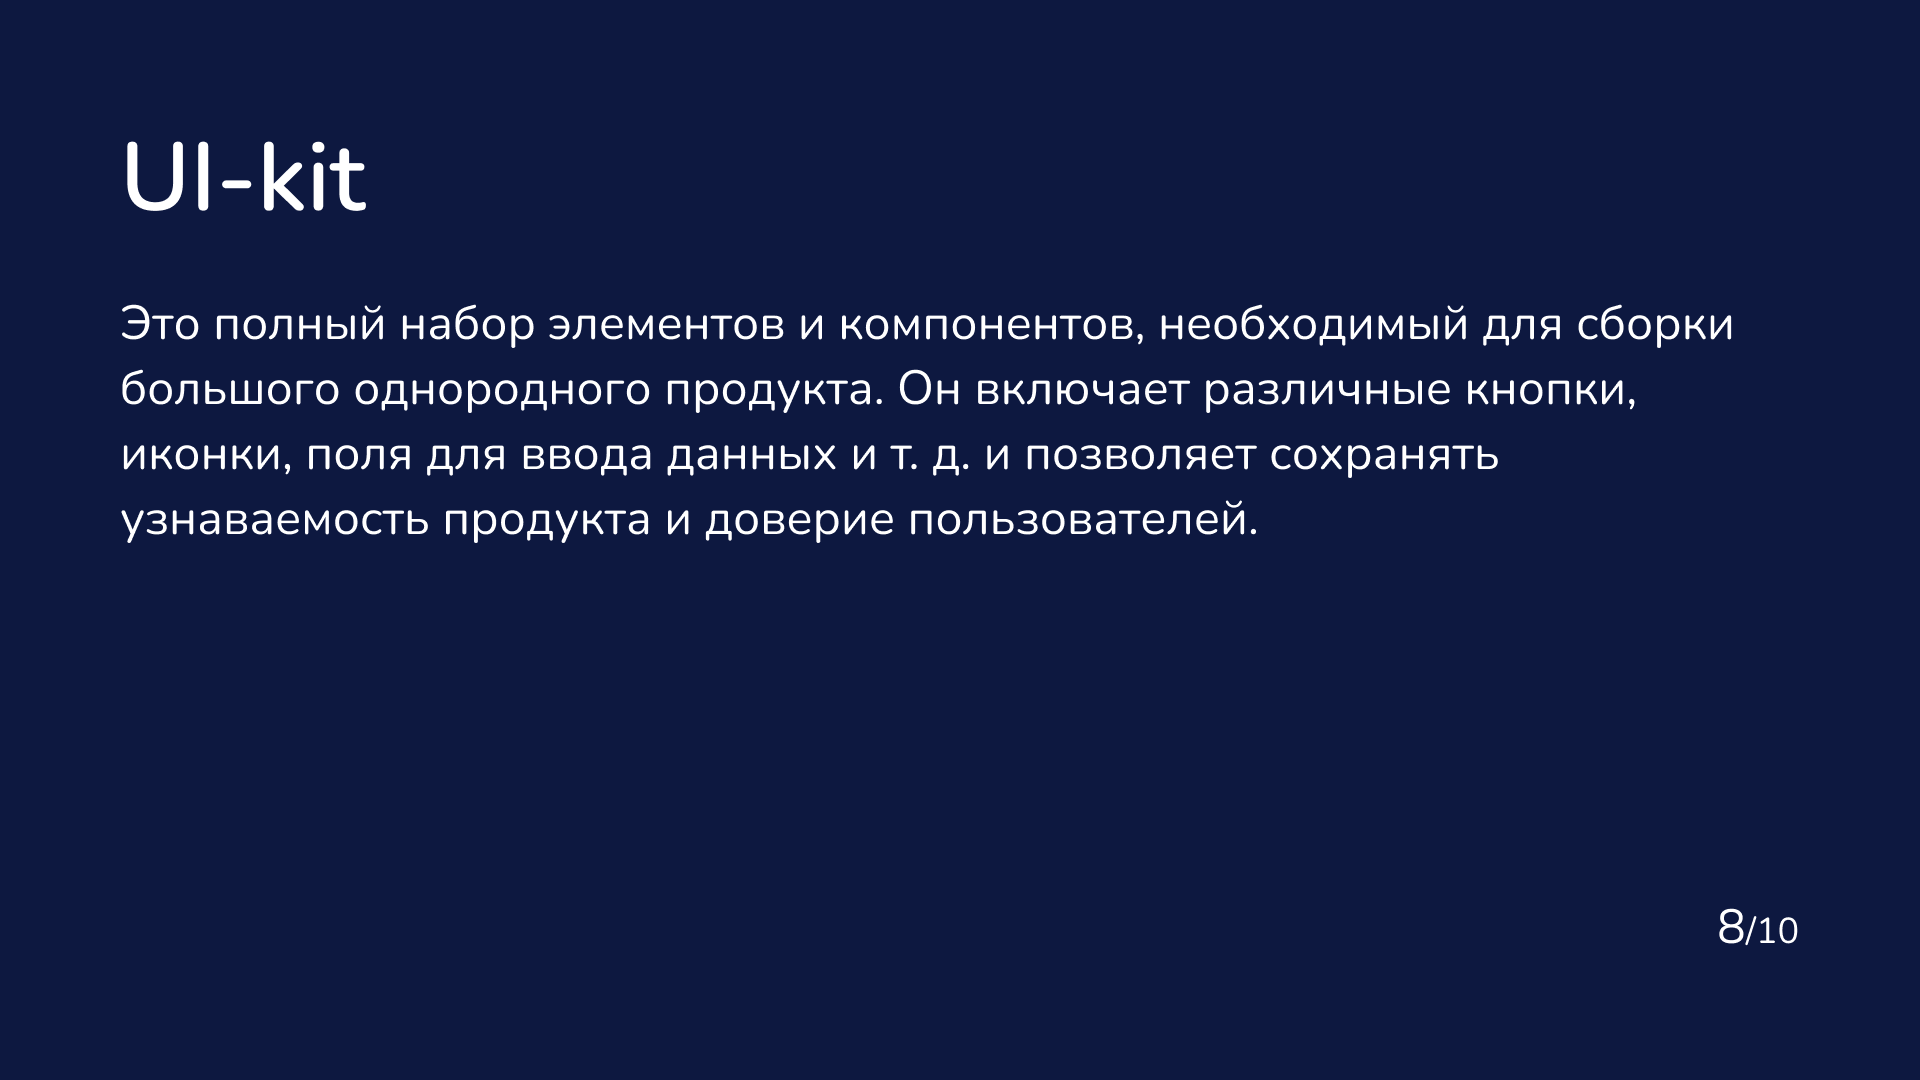 UI-kit
Это полный набор элементов и компонентов, необходимый для сборки
большого однородного продукта. Он включает различные кнопки,
иконки, поля для ввода данных и т. д. и позволяет сохранять
узнаваемость продукта и доверие пользователей.
8/10